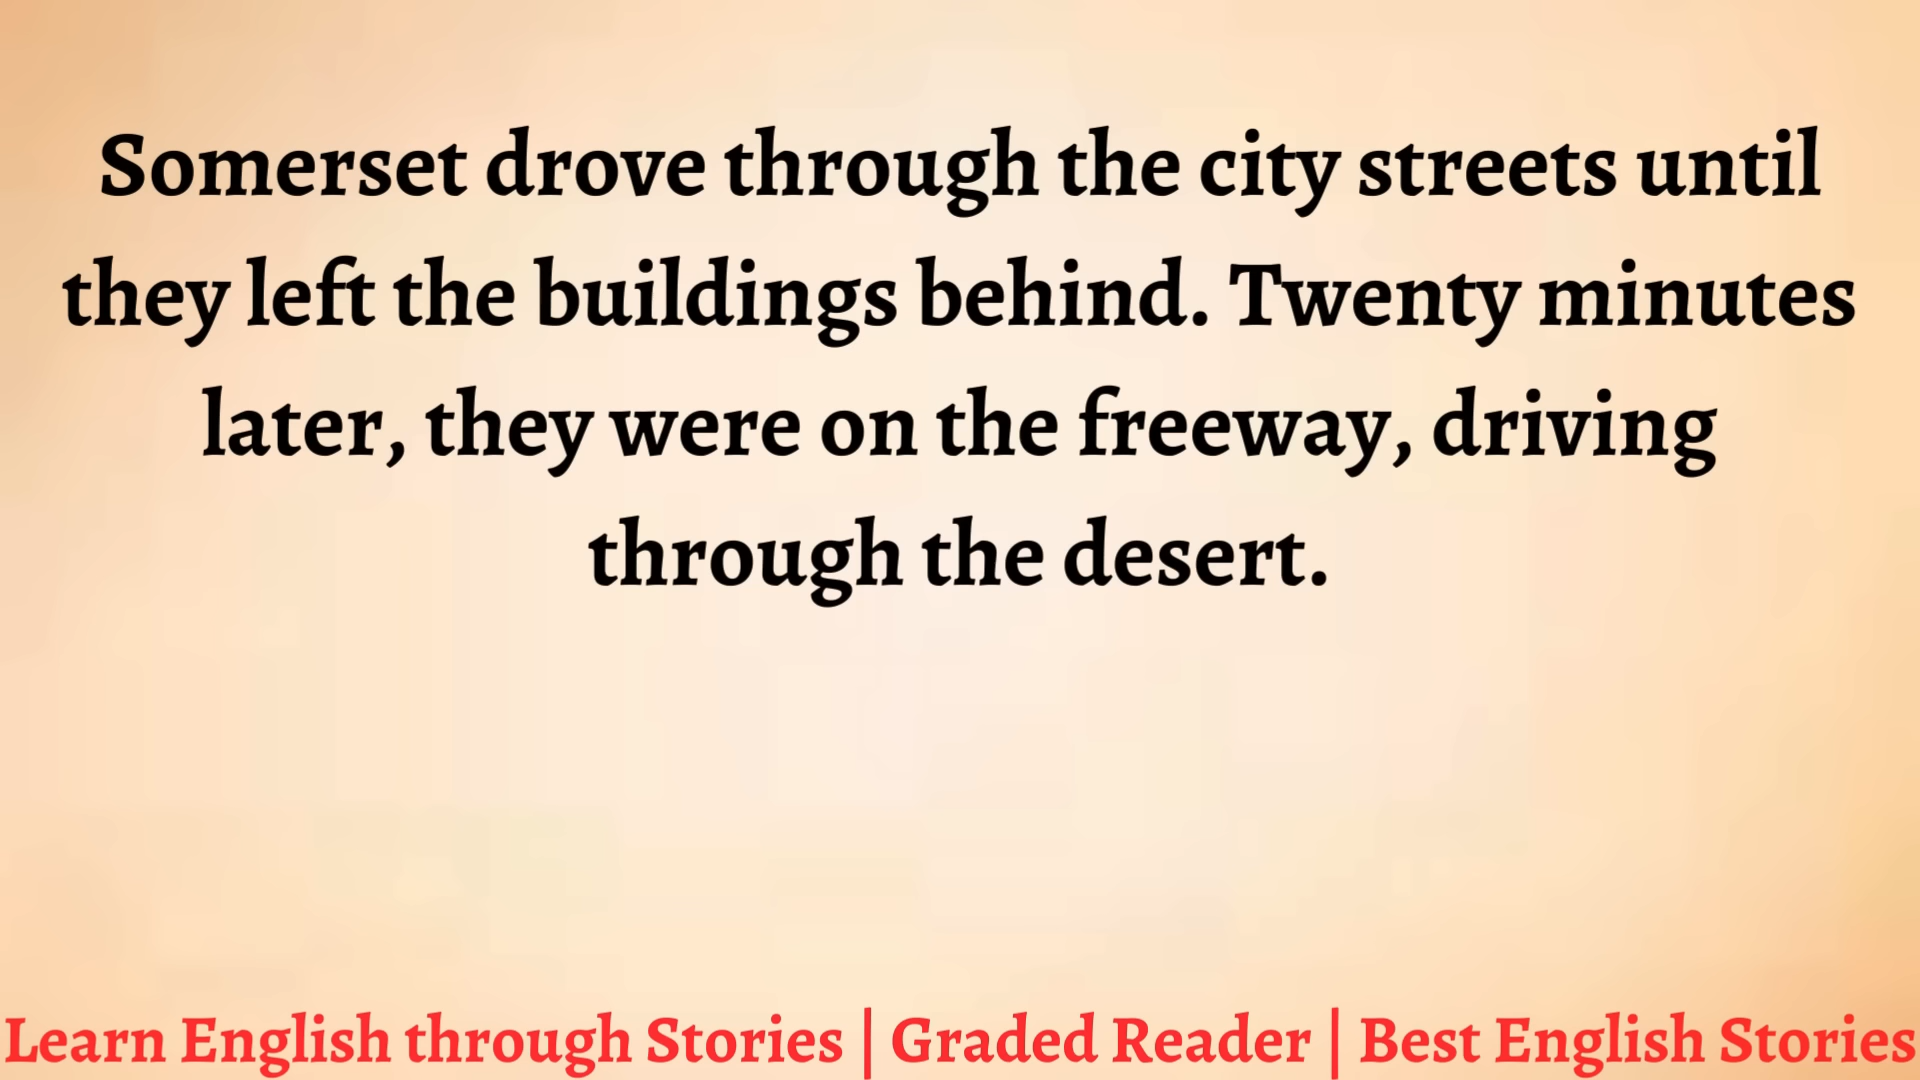 Somerset drove through the city streets until
they left the buildings behind. Twenty minutes
later, they were on the freeway, driving
through the desert.
Learn English through Stories | Graded Reader | Best English Stories